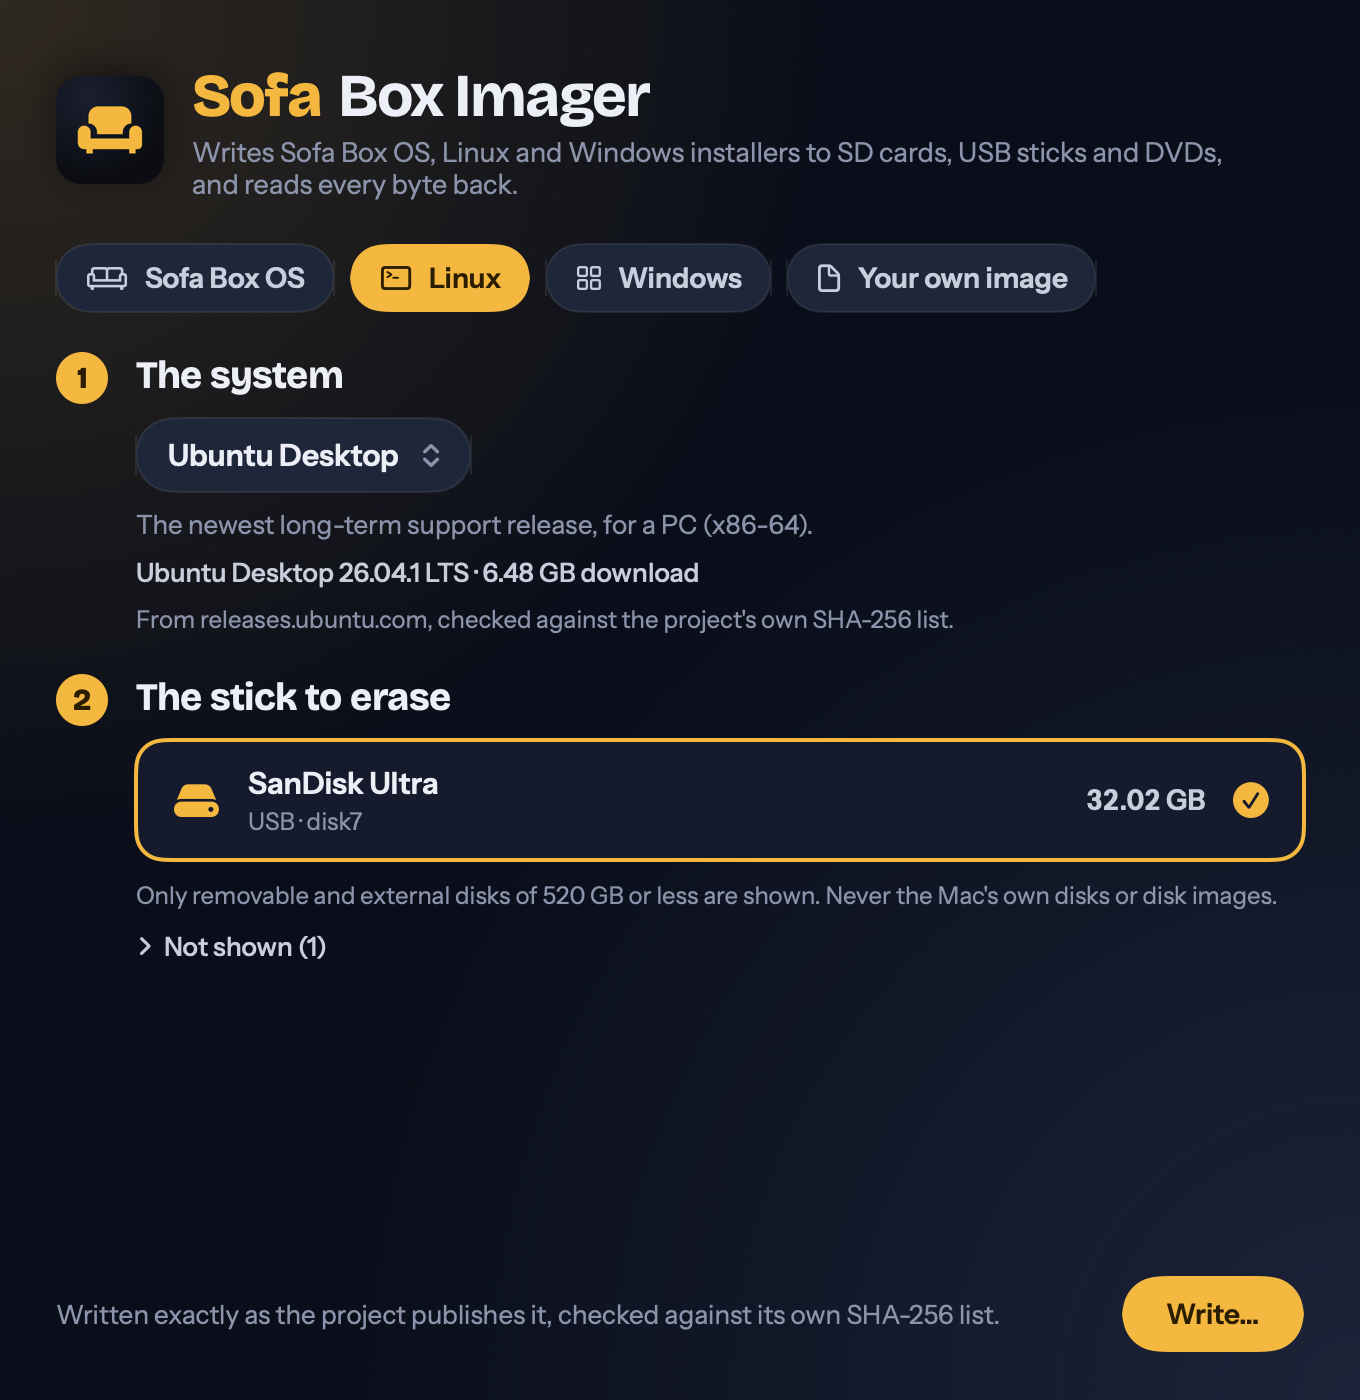 Sofa Box Imager
Writes Sofa Box OS, Linux and Windows installers to SD cards, USB sticks and DVDs,
and reads every byte back.
Sofa Box OS
Linux
Windows
Your own image
1
The system
Ubuntu Desktop
The newest long-term support release, for a PC (x86-64).
Ubuntu Desktop 26.04.1 LTS · 6.48 GB download
From releases.ubuntu.com, checked against the project's own SHA-256 list.
2
The stick to erase
SanDisk Ultra
USB · disk7
32.02 GB
Only removable and external disks of 520 GB or less are shown. Never the Mac's own disks or disk images.
Not shown (1)
Written exactly as the project publishes it, checked against its own SHA-256 list.
Write...